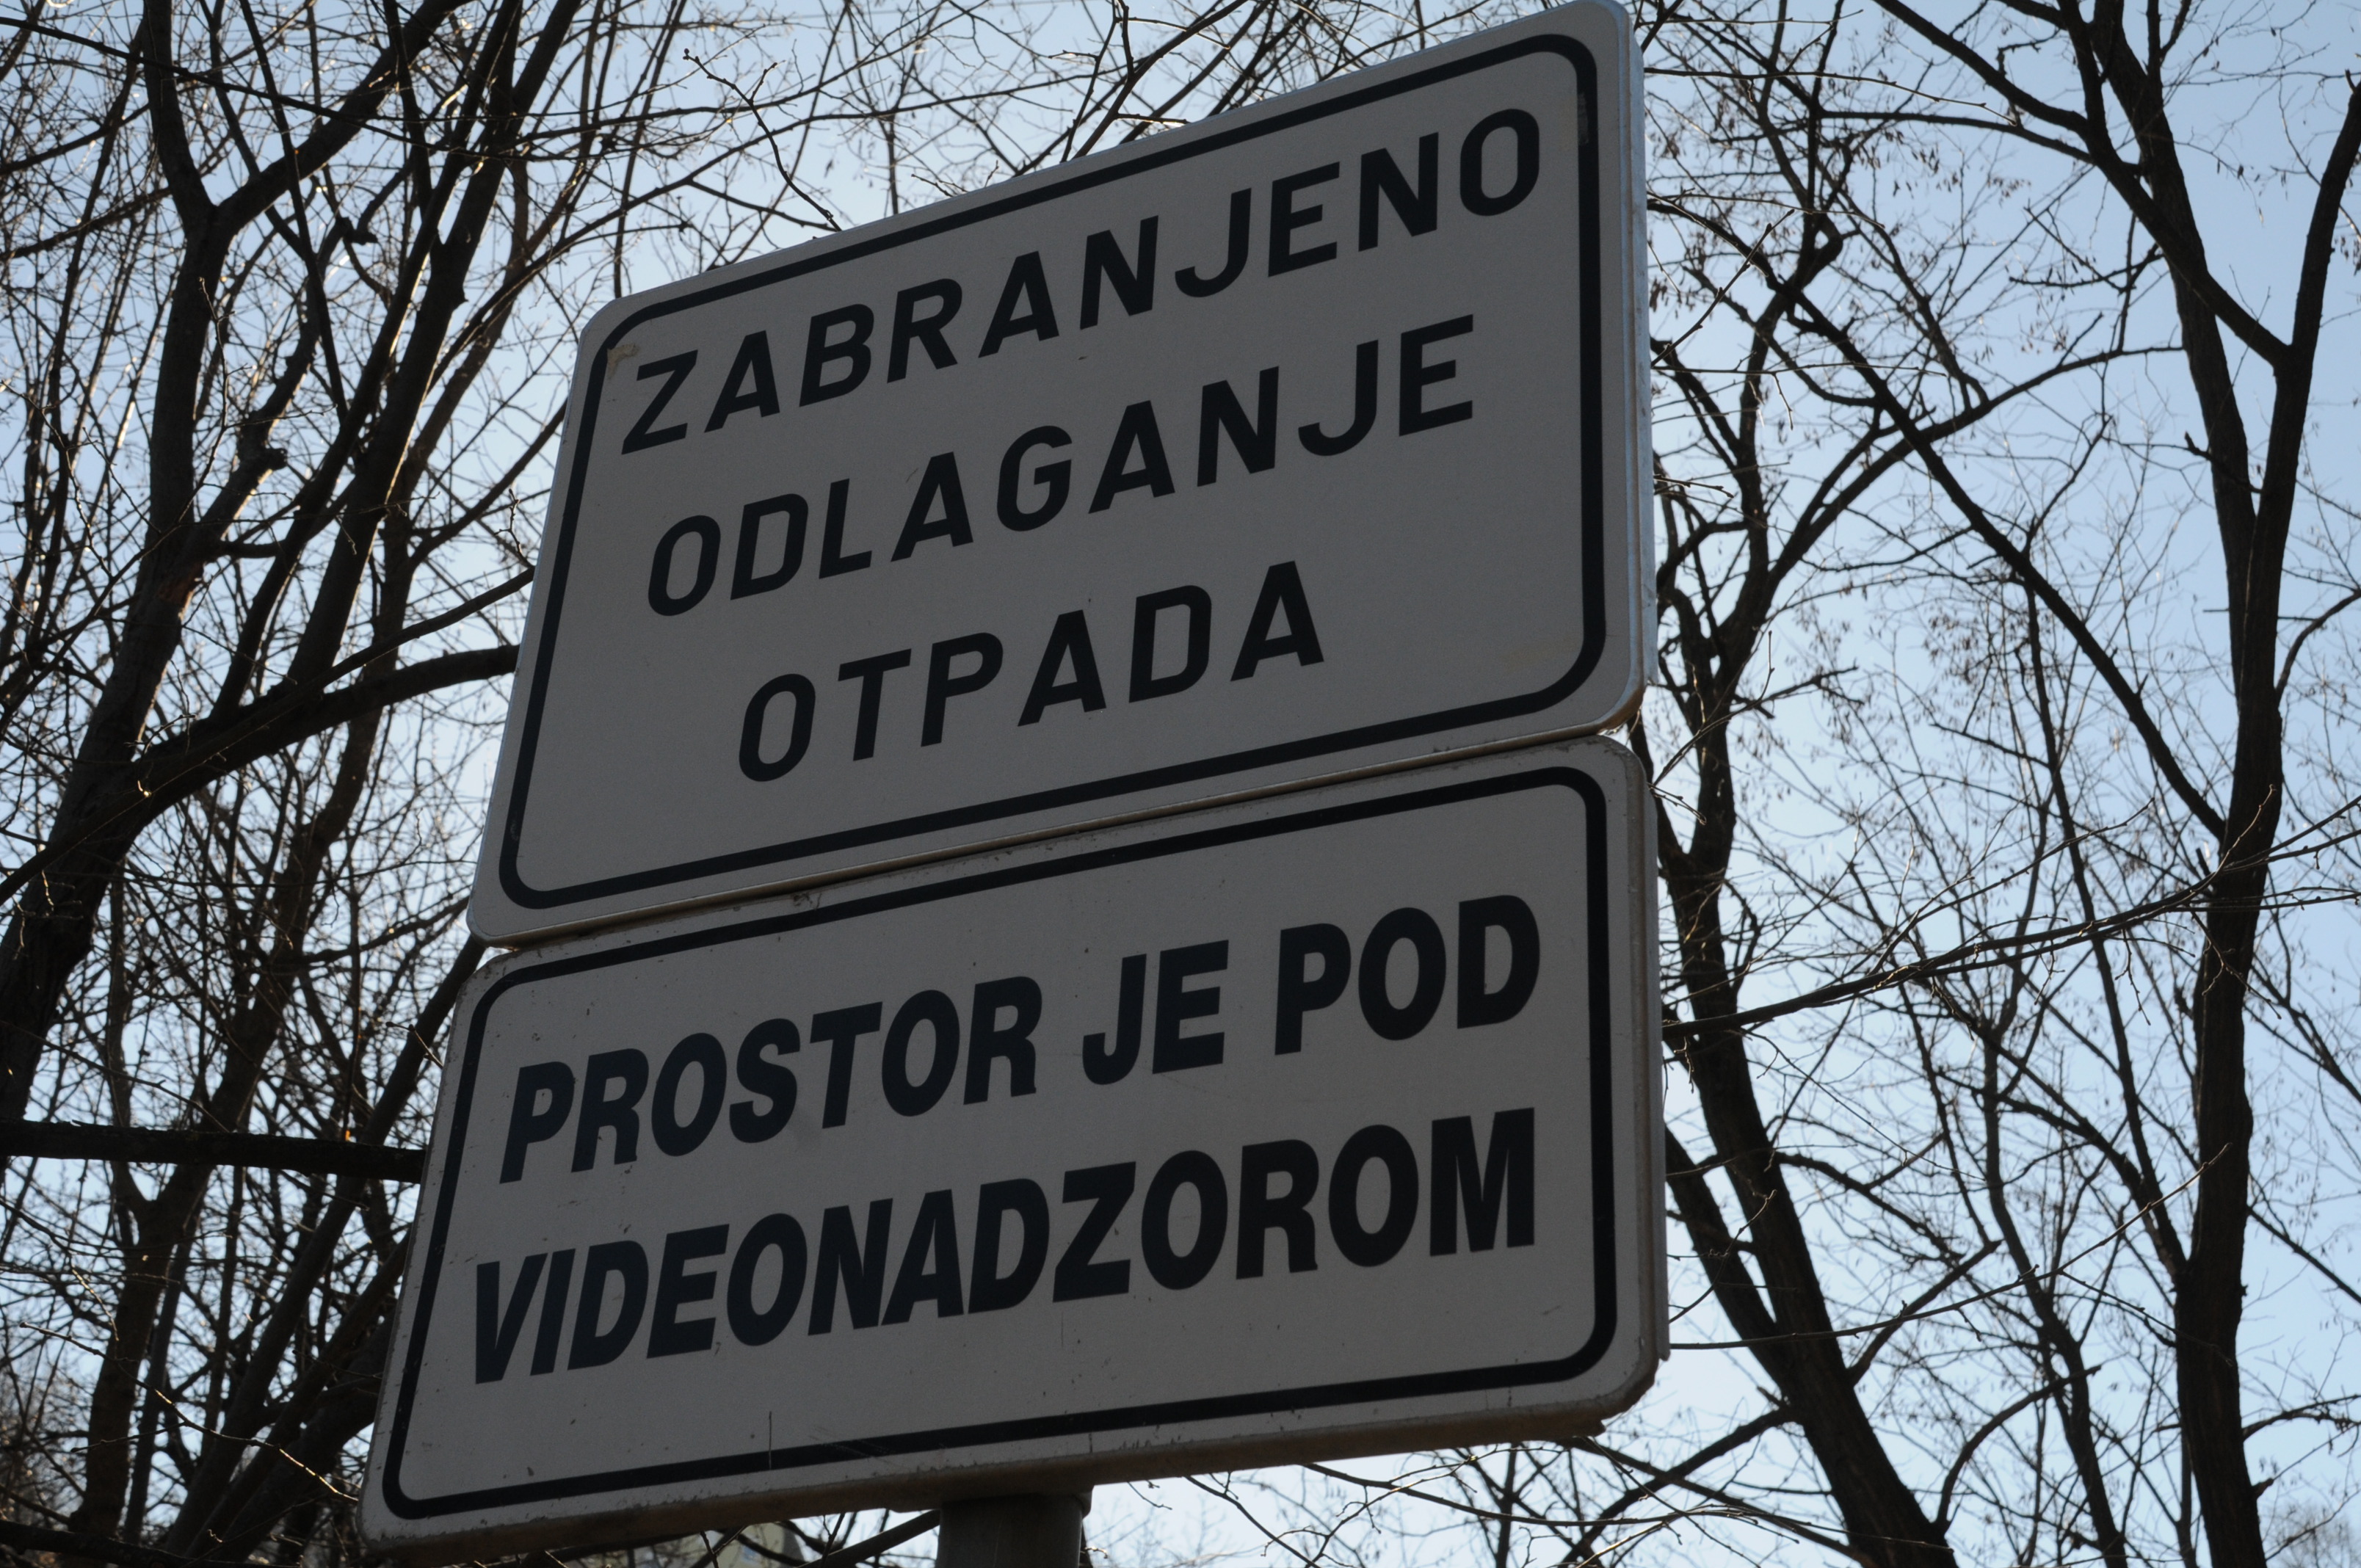 ZABRANJENO
ODLAGANJE
OTPADA
PROSTOR JE POD
VIDEONADZOROM